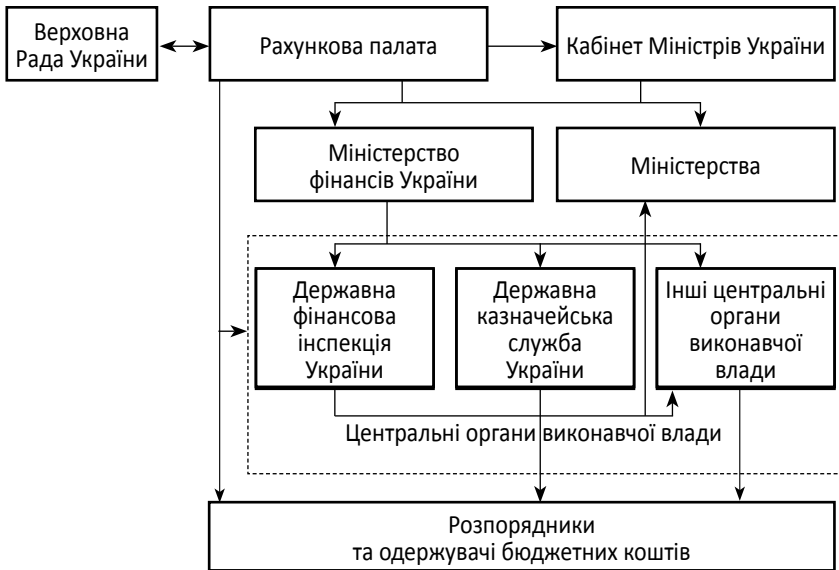 Верховна
Рада України
Рахункова палата
Кабінет Міністрів України
Міністерство
фінансів України
Міністерства
Державна
фінансова
інспекція
України
Державна
казначейська
служба
України
Інші центральні
органи
виконавчої
влади
Центральні органи виконавчої влади
Розпорядники
та одержувачі бюджетних коштів